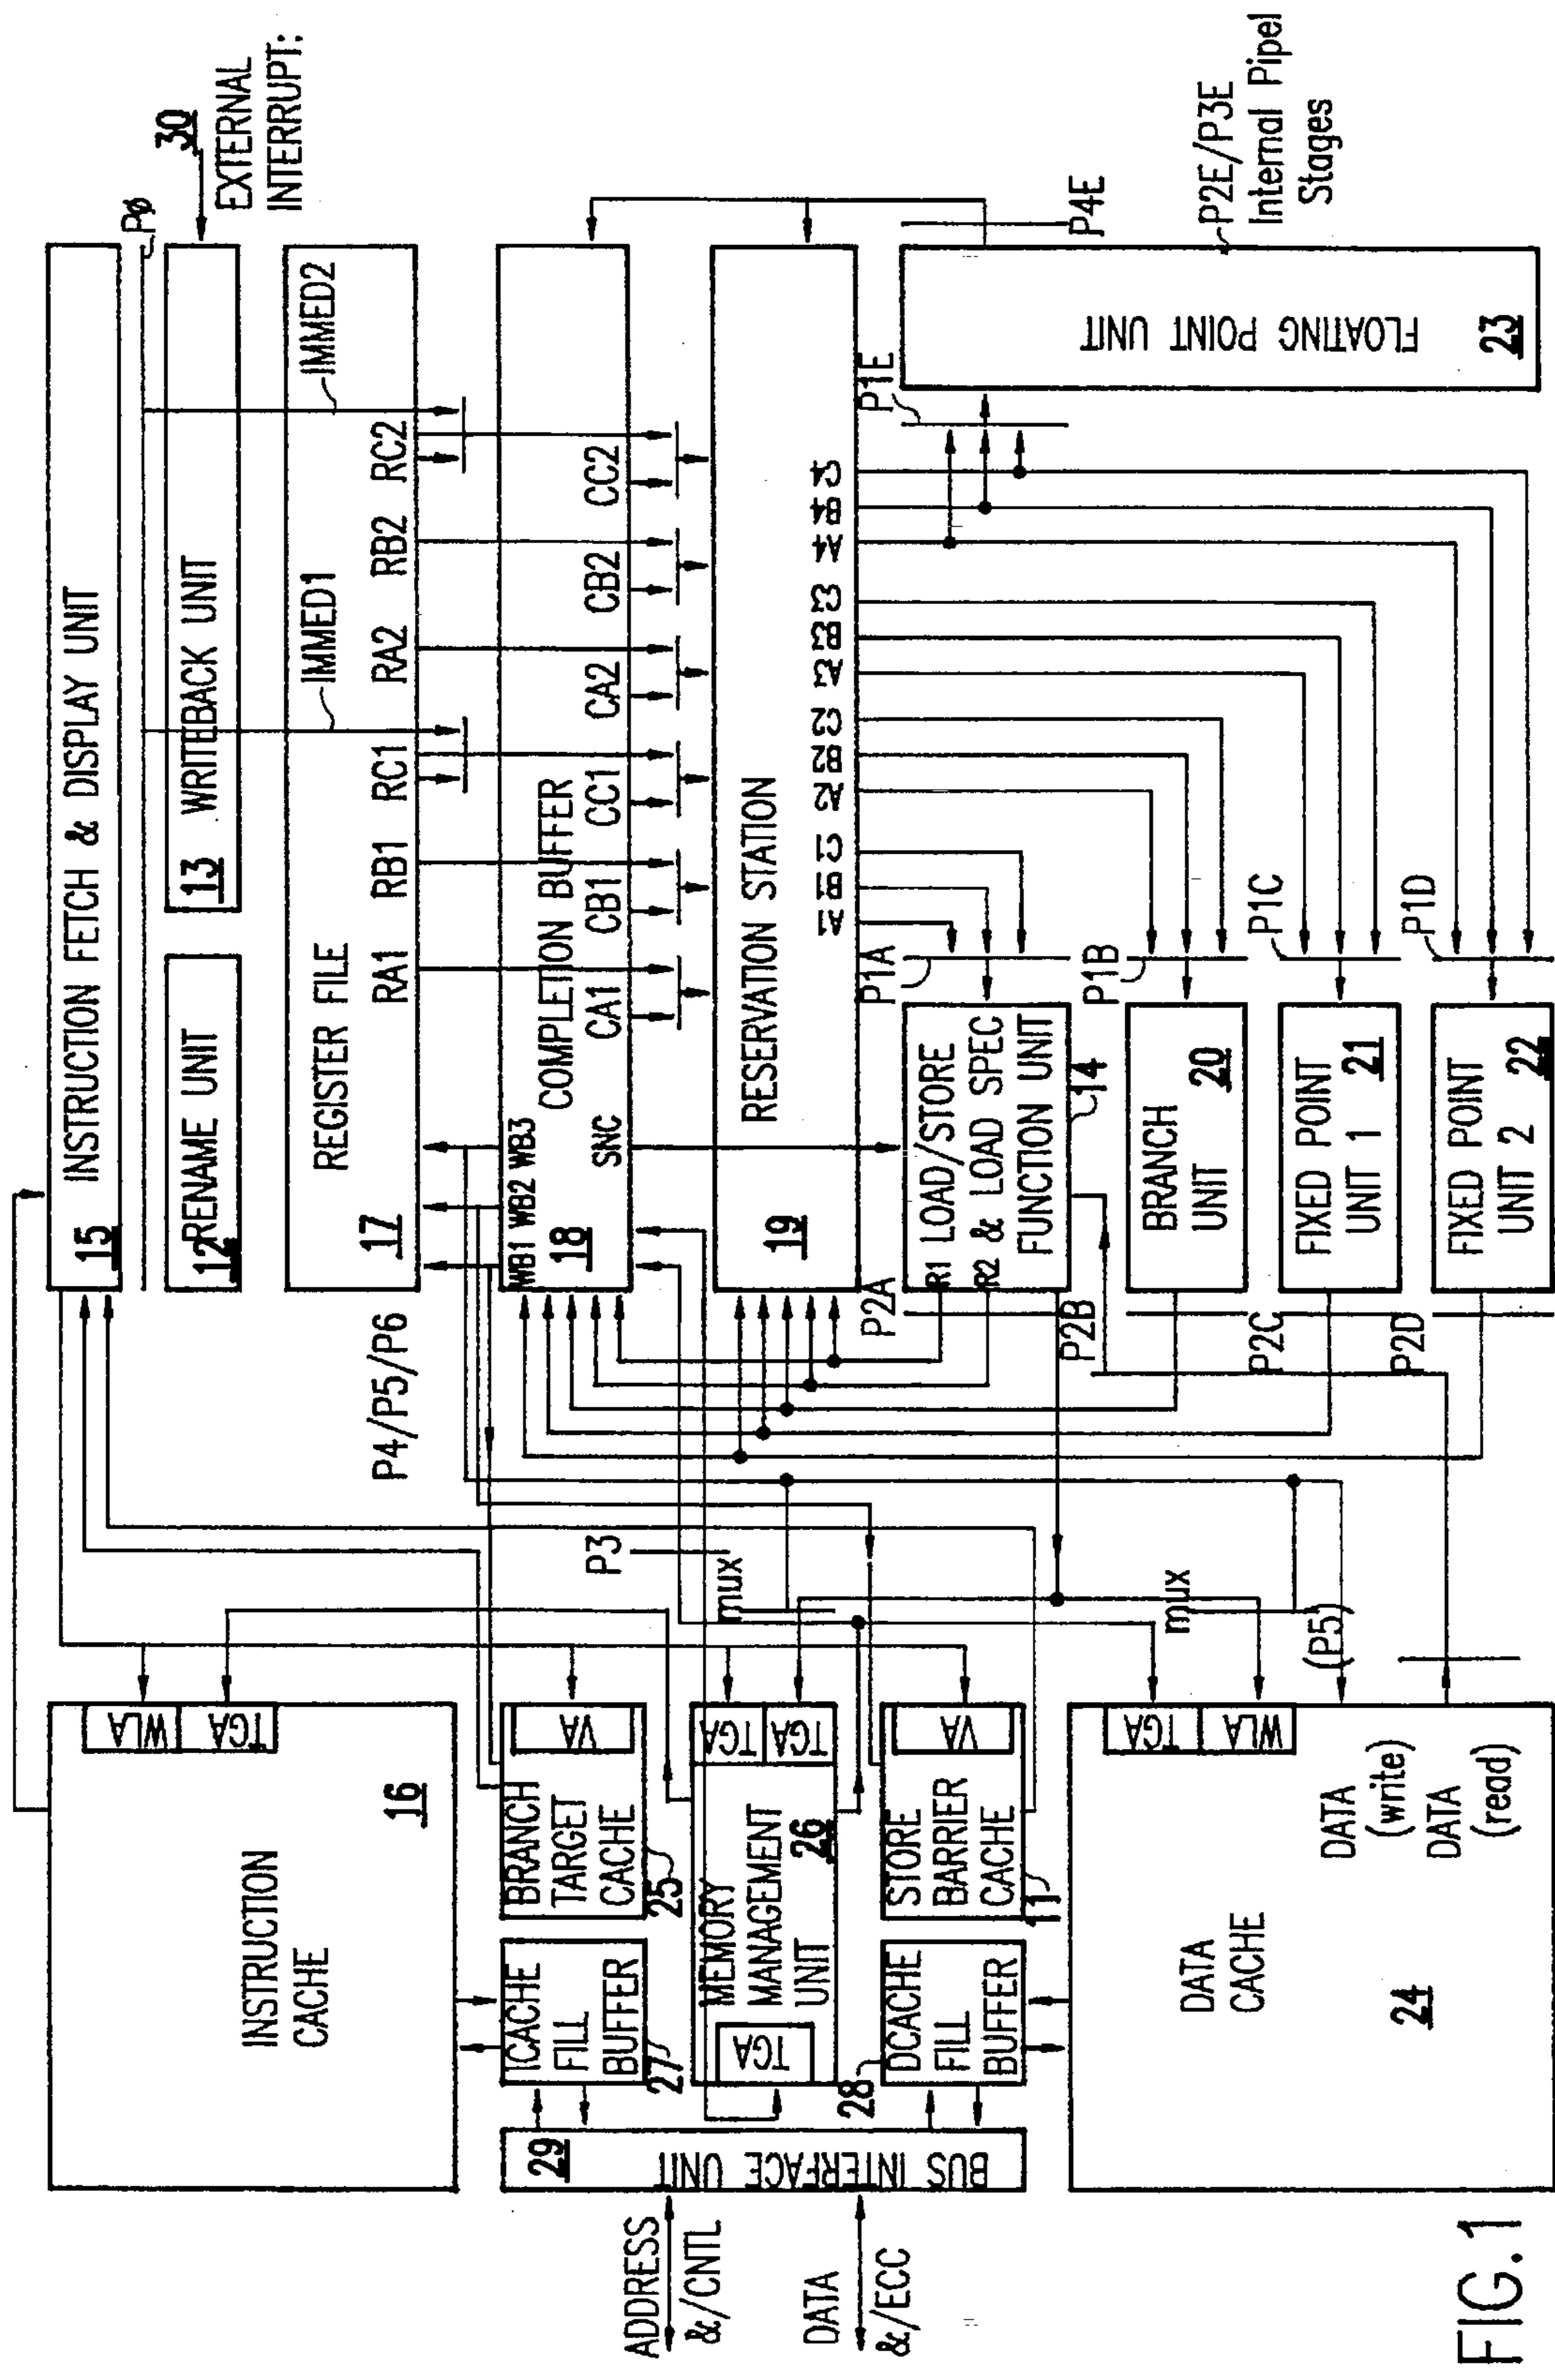 INSTRUCTION
CACHE
16
WLA
TGA
15
INSTRUCTION FETCH & DISPLAY UNIT
PØ
12
RENAME UNIT
13
WRITEBACK UNIT
30
EXTERNAL
INTERRUPT:
IMMED1
IMMED2
17
REGISTER FILE
RA1
RB1
RC1
RA2
RB2
RC2
P4/P5/P6
WB1
WB2
WB3
18
COMPLETION BUFFER
SNC
CA1
CB1
CC1
CA2
CB2
CC2
19
RESERVATION STATION
A1
B1
C1
A2
B2
C2
A3
B3
C3
A4
B4
C4
ADDRESS
&/CNTL
DATA
&/ECC
29
BUS INTERFACE UNIT
ICACHE
FILL
BUFFER
27
BRANCH
TARGET
CACHE
25
VA
MEMORY
MANAGEMENT
UNIT
26
TGA
TGA
TGA
DCACHE
FILL
BUFFER
28
STORE
BARRIER
CACHE
VA
P3
mux
mux
(P5)
DATA
CACHE
24
TGA
WLA
DATA
(write)
DATA
(read)
P2A
P2B
P2C
P2D
R1
R2
LOAD/STORE
& LOAD SPEC
FUNCTION UNIT
14
P1A
BRANCH
UNIT
20
P1B
FIXED POINT
UNIT 1
21
P1C
FIXED POINT
UNIT 2
22
P1D
P1E
FLOATING POINT UNIT
23
P4E
P2E/P3E
Internal Pipel
Stages
FIG.1